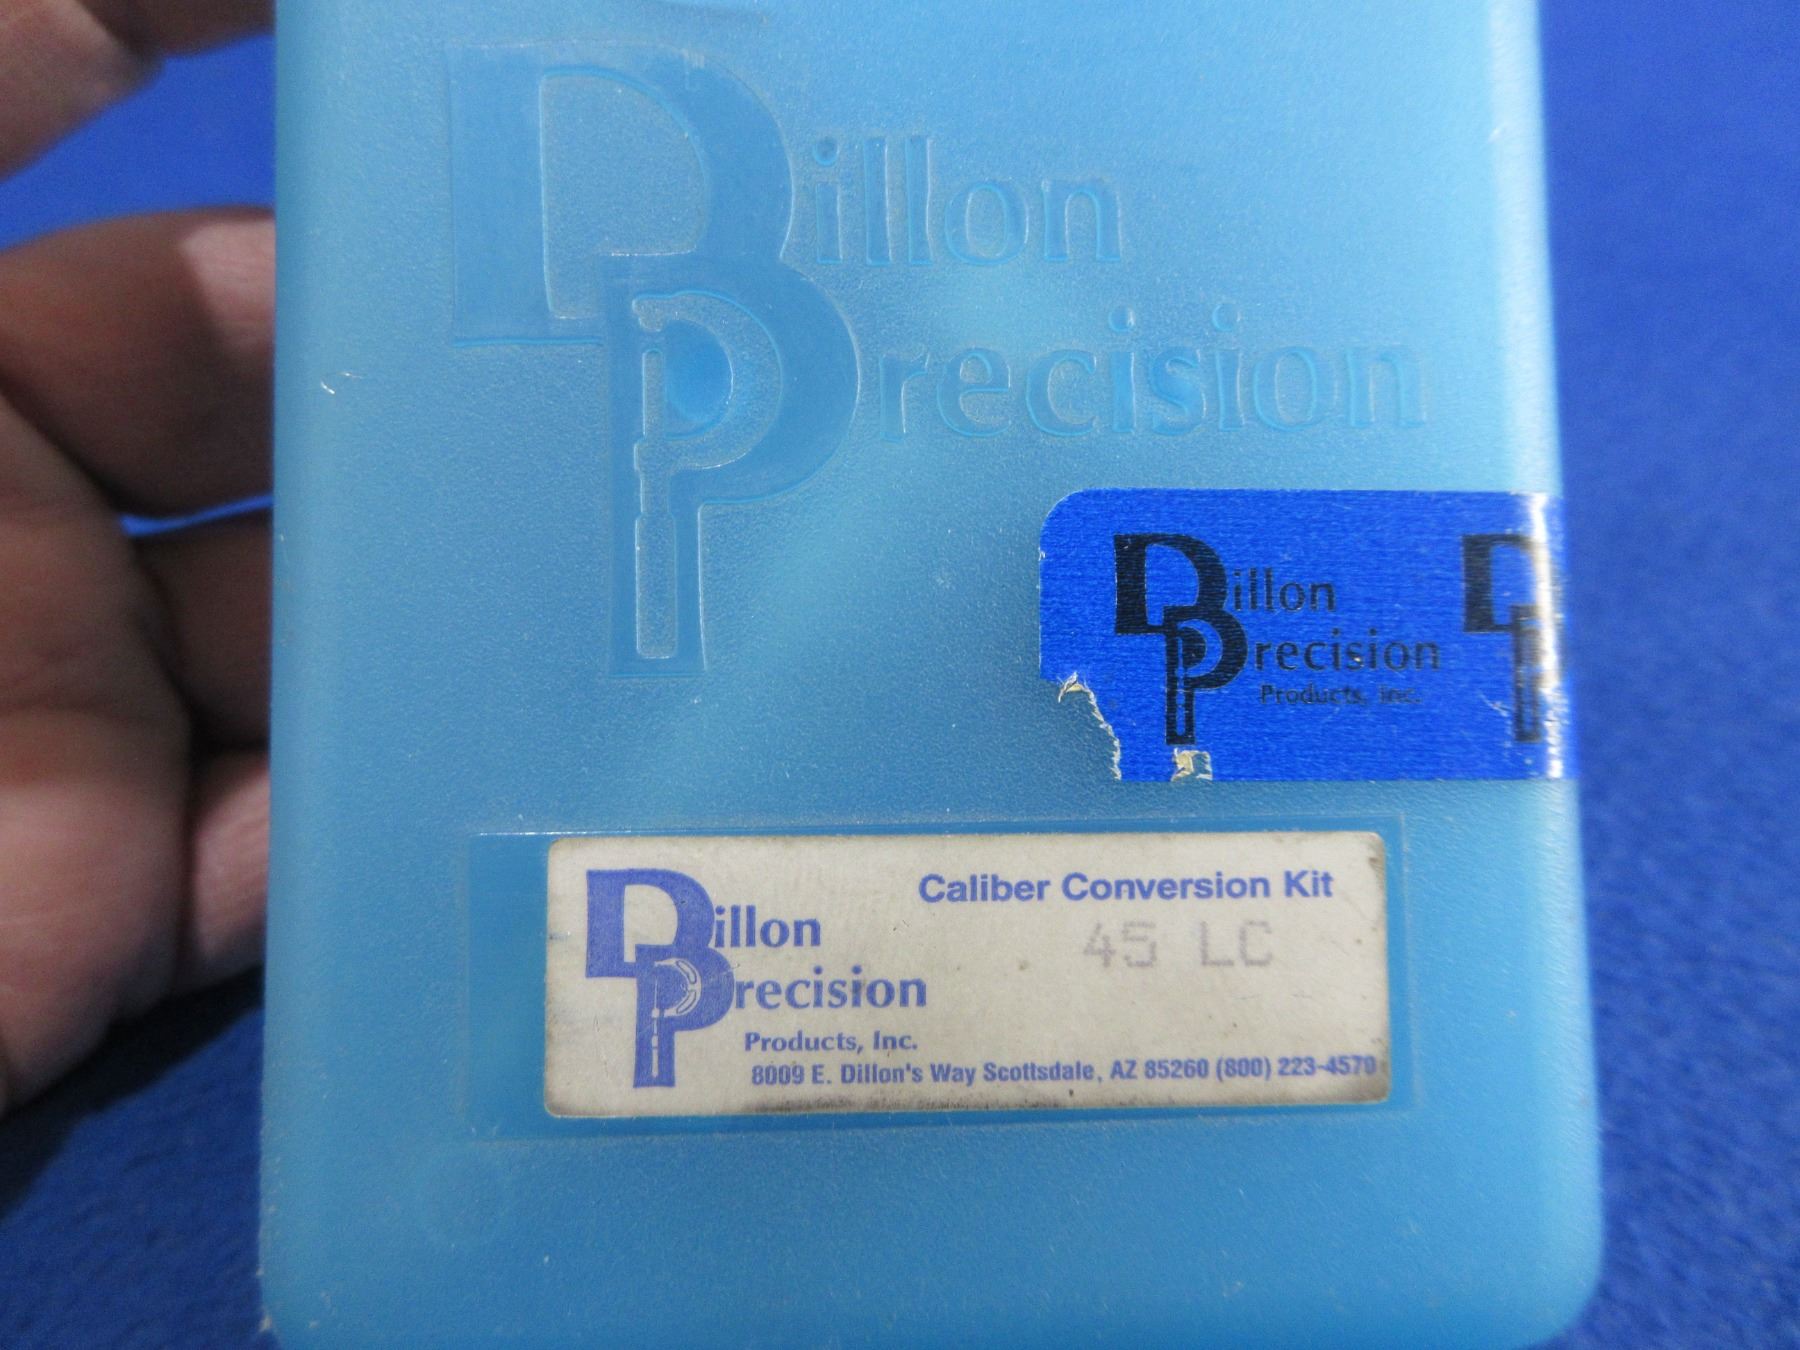 Dillon
Precision
Dillon
Precision
Products, Inc.
Caliber Conversion Kit
45 LC
Dillon
Precision
Products, Inc.
8009 E. Dillon's Way Scottsdale, AZ 85260 (800) 223-4570